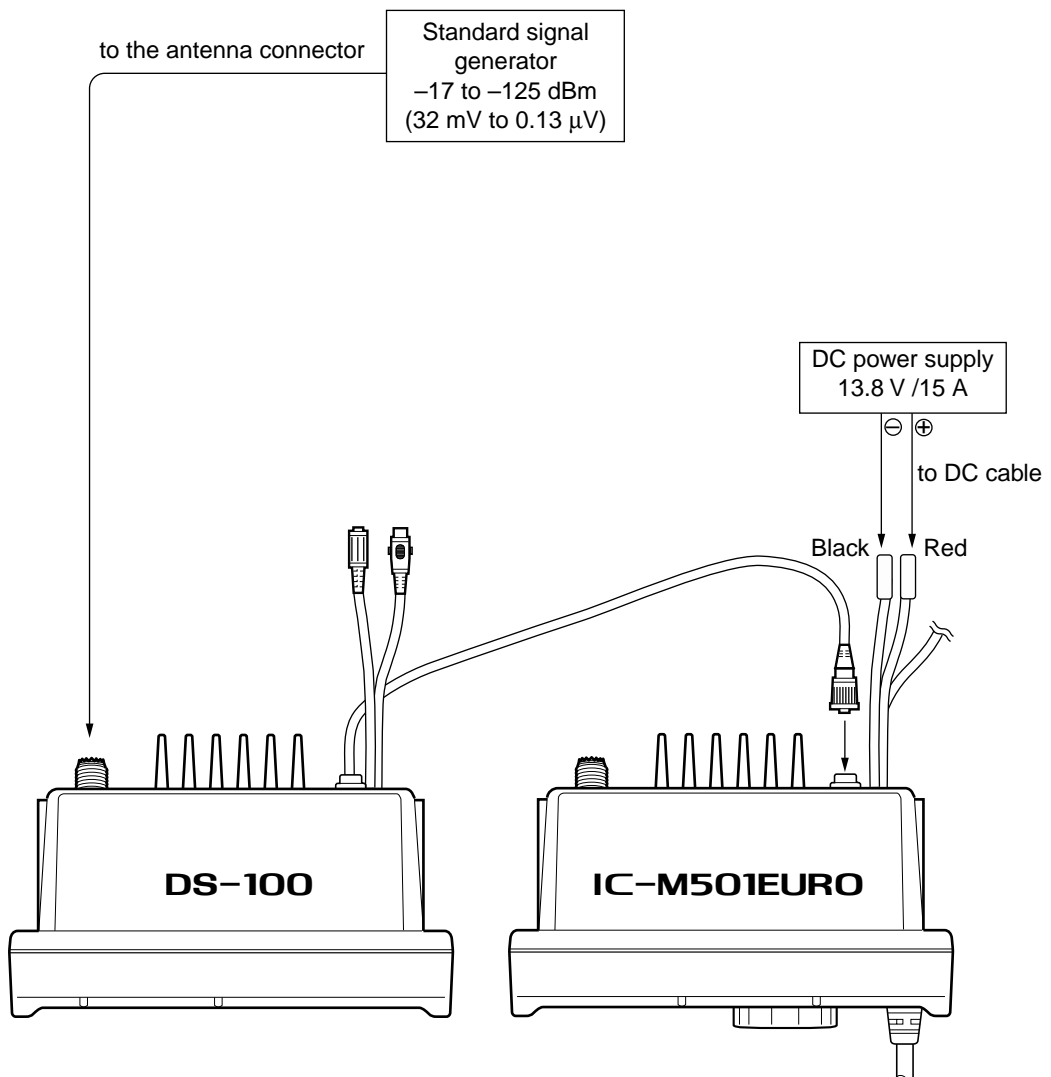 to the antenna connector
Standard signal
generator
–17 to –125 dBm
(32 mV to 0.13 μV)
DC power supply
13.8 V /15 A
⊖ ⊕
to DC cable
Black
Red
DS-100
IC-M501EURO